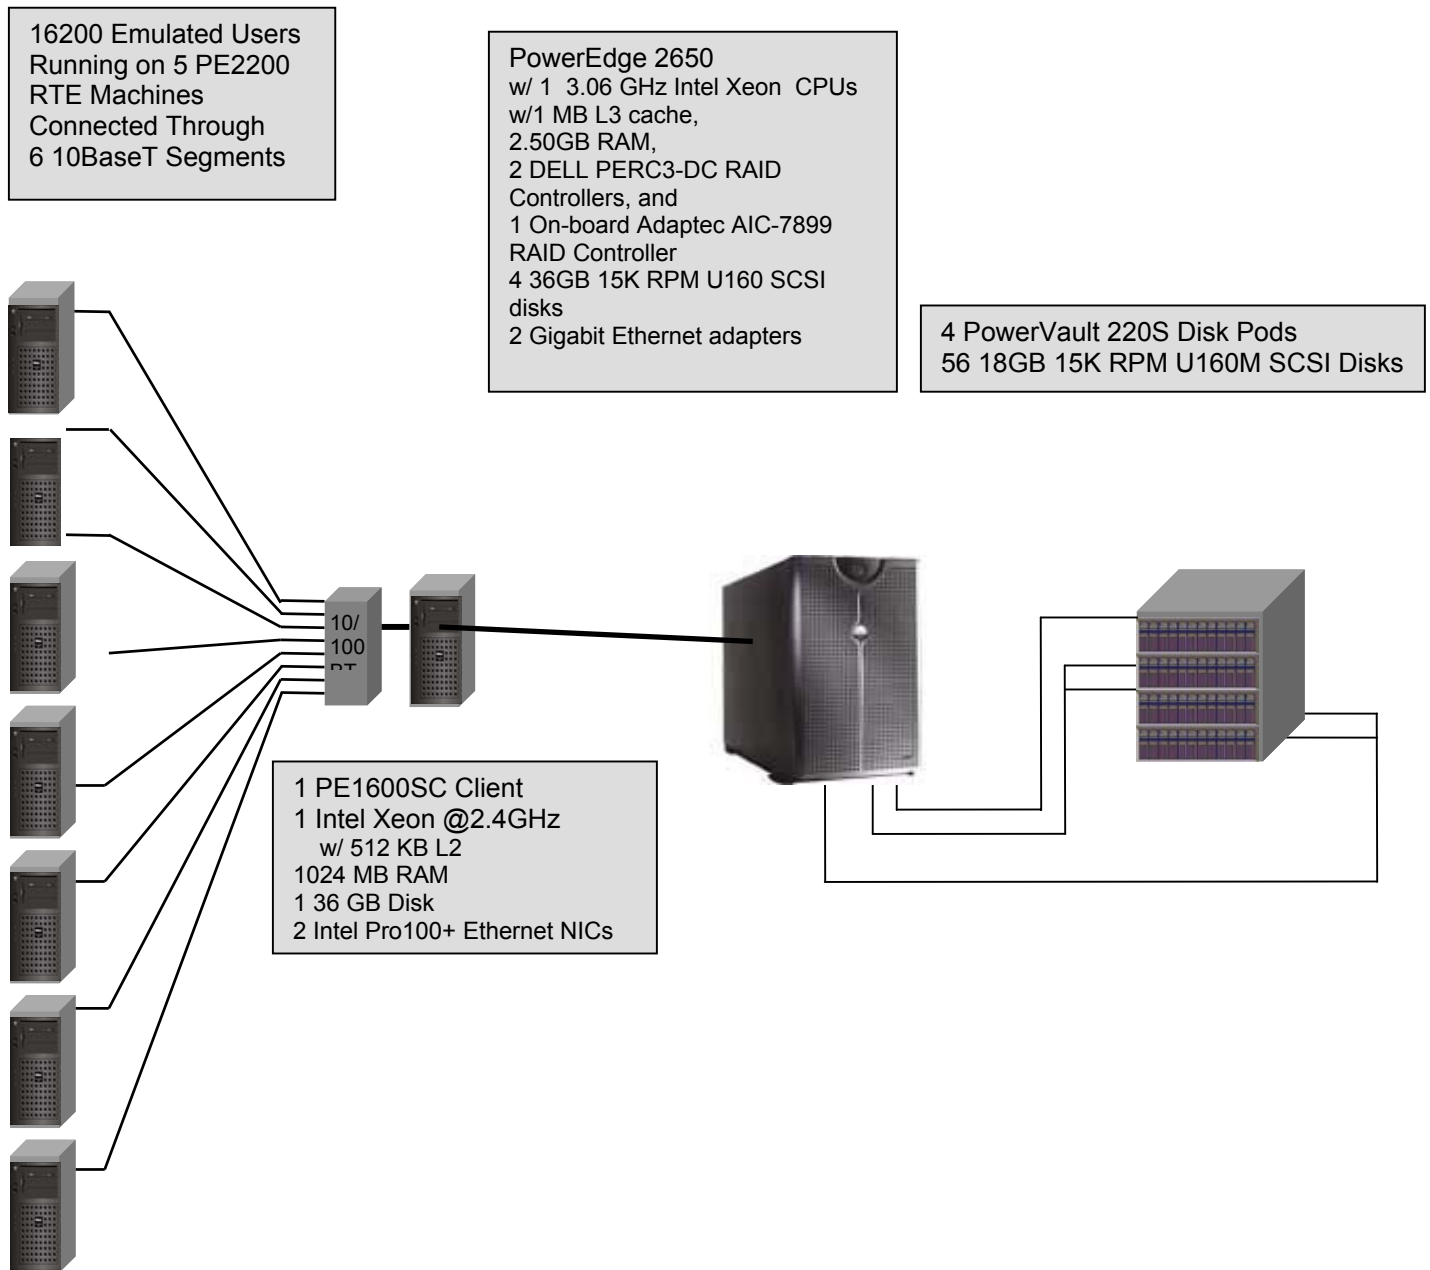 16200 Emulated Users
Running on 5 PE2200
RTE Machines
Connected Through
6 10BaseT Segments
PowerEdge 2650
w/ 1 3.06 GHz Intel Xeon CPUs
w/1 MB L3 cache,
2.50GB RAM,
2 DELL PERC3-DC RAID
Controllers, and
1 On-board Adaptec AIC-7899
RAID Controller
4 36GB 15K RPM U160 SCSI
disks
2 Gigabit Ethernet adapters
4 PowerVault 220S Disk Pods
56 18GB 15K RPM U160M SCSI Disks
10/
100
1 PE1600SC Client
1 Intel Xeon @2.4GHz
w/ 512 KB L2
1024 MB RAM
1 36 GB Disk
2 Intel Pro100+ Ethernet NICs